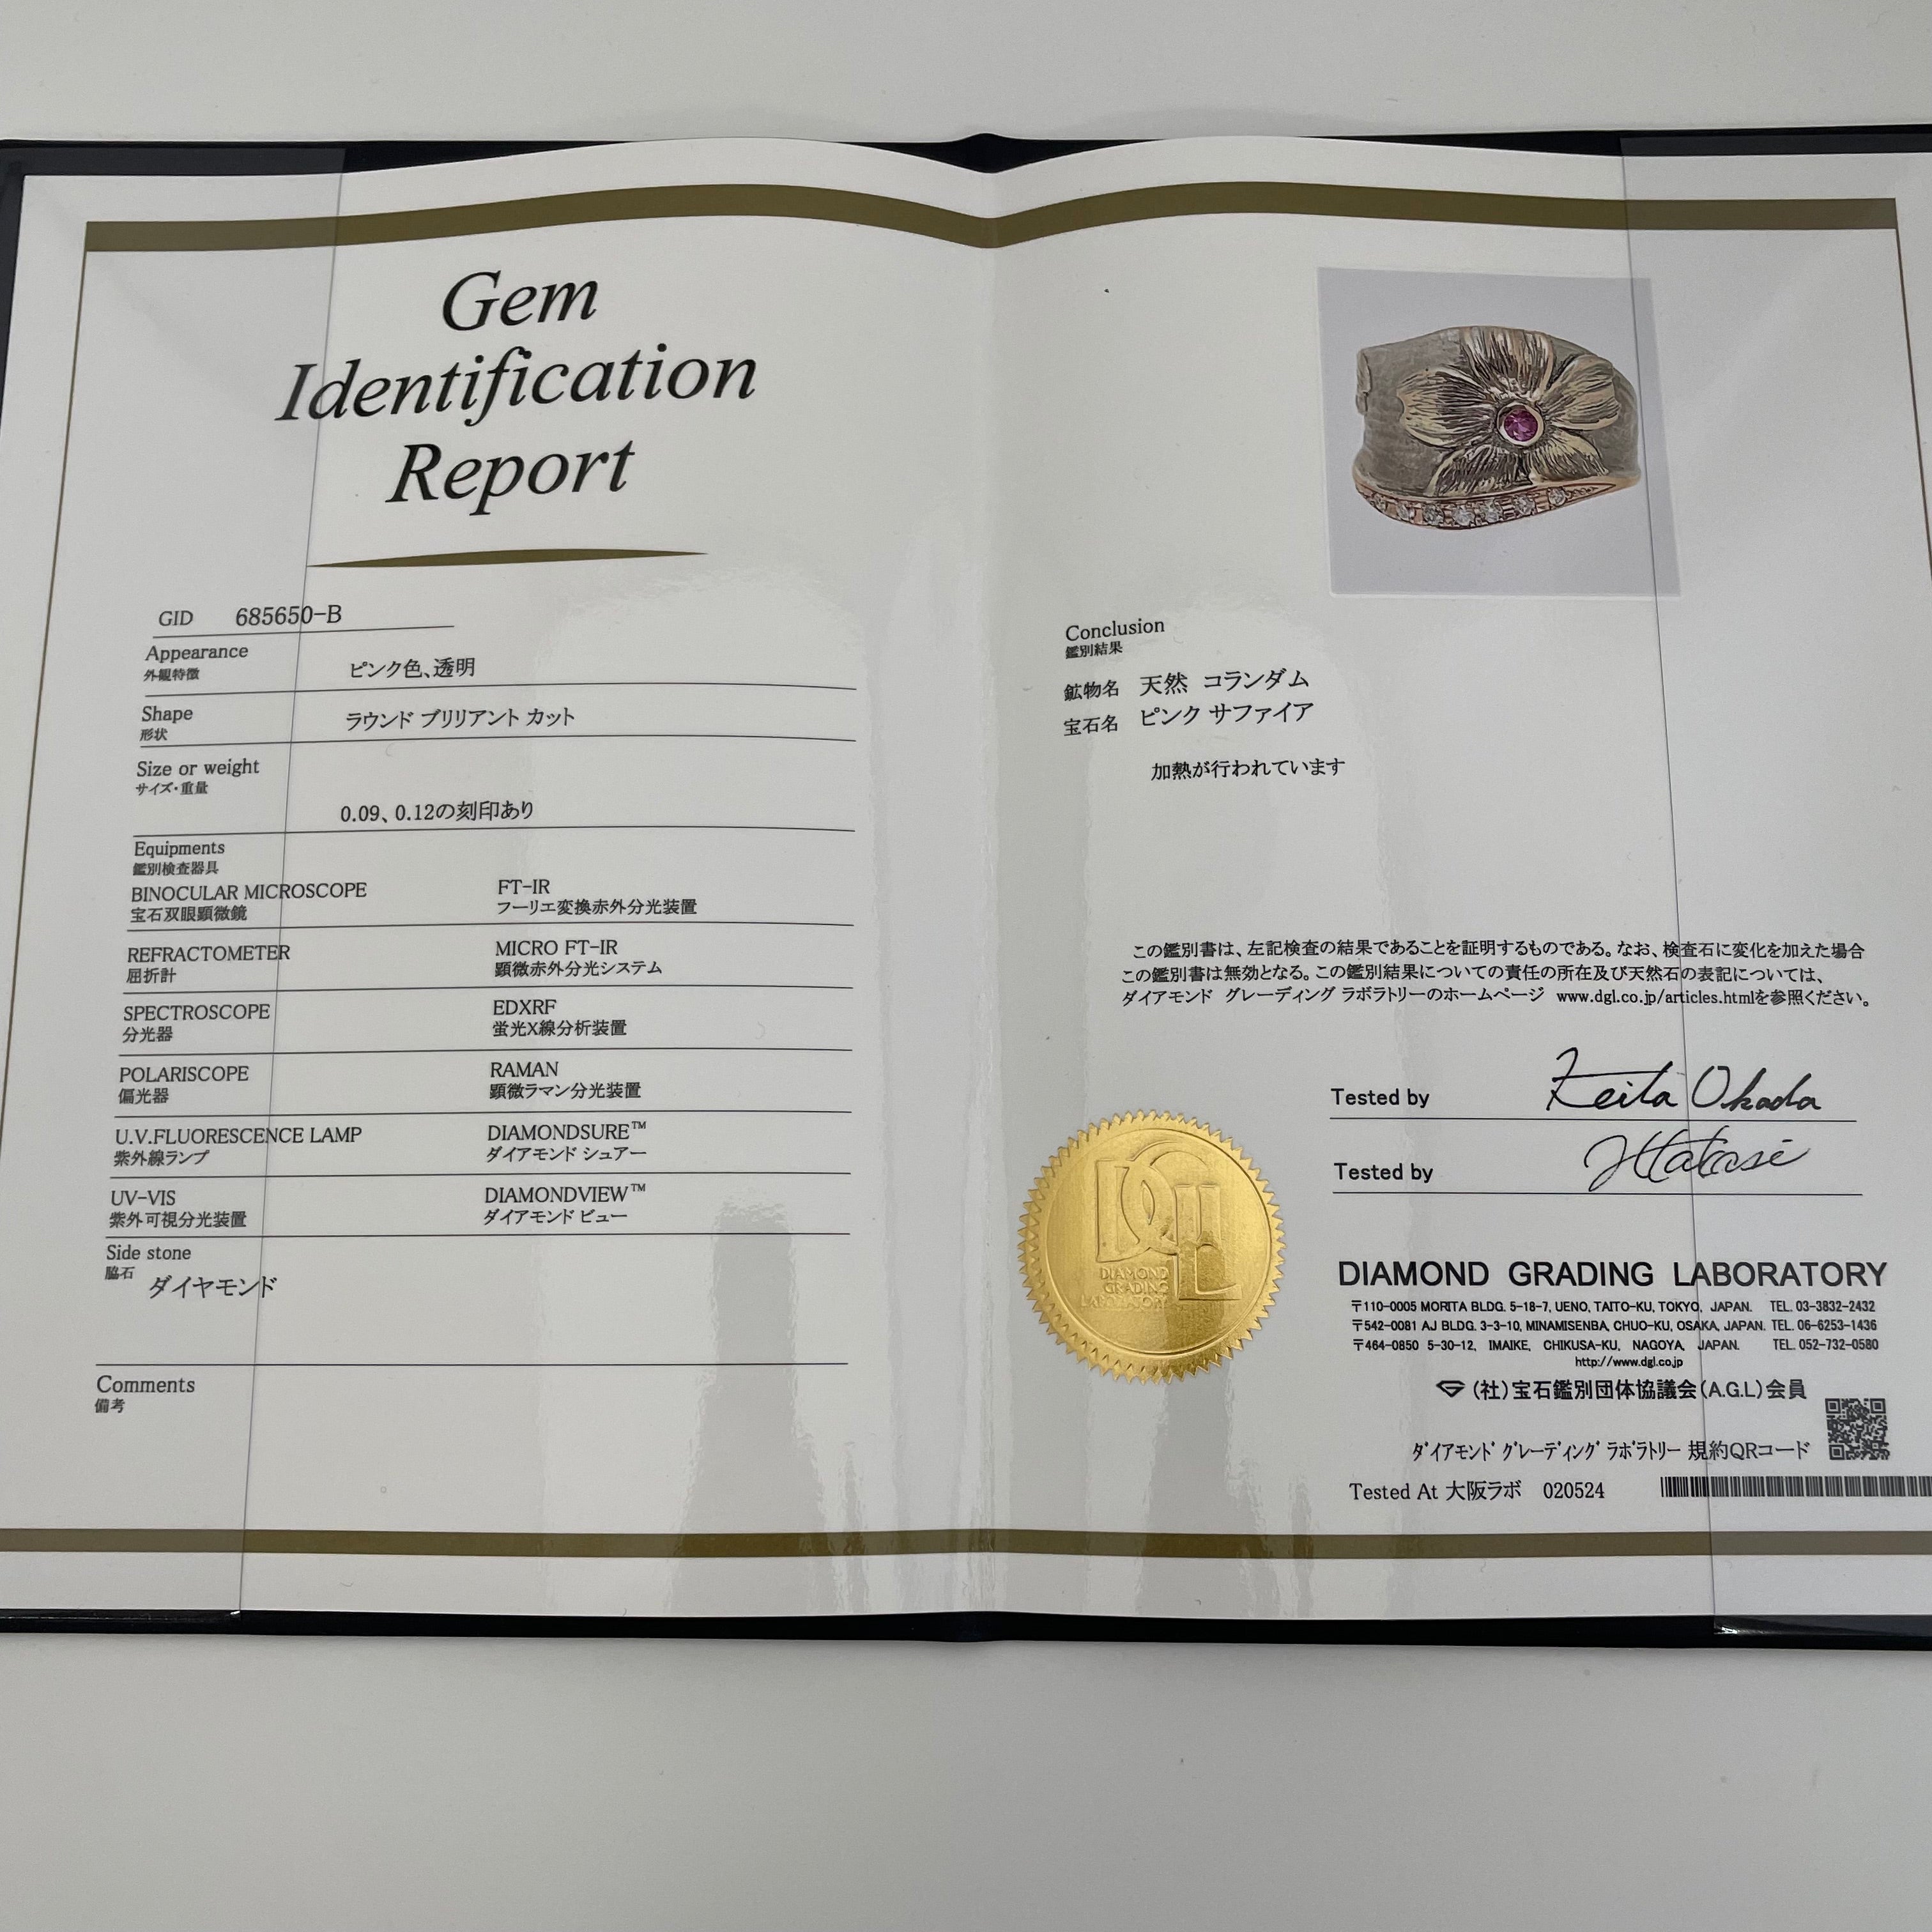 Gem
Identification
Report
GID 685650-B
Appearance
外観特徴
ピンク色、透明
Shape
形状
ラウンド ブリリアント カット
Size or weight
サイズ・重量
0.09、0.12の刻印あり
Equipments
鑑別検査器具
BINOCULAR MICROSCOPE
宝石双眼顕微鏡
FT-IR
フーリエ変換赤外分光装置
REFRACTOMETER
屈折計
MICRO FT-IR
顕微赤外分光システム
SPECTROSCOPE
分光器
EDXRF
蛍光X線分析装置
POLARISCOPE
偏光器
RAMAN
顕微ラマン分光装置
U.V.FLUORESCENCE LAMP
紫外線ランプ
DIAMONDSURE™
ダイアモンド シュアー
UV-VIS
紫外可視分光装置
DIAMONDVIEW™
ダイアモンド ビュー
Side stone
脇石
ダイヤモンド
Comments
備考
Conclusion
鑑別結果
鉱物名 天然 コランダム
宝石名 ピンク サファイア
加熱が行われています
この鑑別書は、左記検査の結果であることを証明するものである。なお、検査石に変化を加えた場合
この鑑別書は無効となる。この鑑別結果についての責任の所在及び天然石の表記については、
ダイアモンド グレーディング ラボラトリーのホームページ www.dgl.co.jp/articles.htmlを参照ください。
Tested by Keita Okada
Tested by
DGL
DIAMOND
GRADING
LABORATORY
DIAMOND GRADING LABORATORY
〒110-0005 MORITA BLDG. 5-18-7, UENO, TAITO-KU, TOKYO, JAPAN. TEL. 03-3832-2432
〒542-0081 AJ BLDG. 3-3-10, MINAMISENBA, CHUO-KU, OSAKA, JAPAN. TEL. 06-6253-1436
〒464-0850 5-30-12, IMAIKE, CHIKUSA-KU, NAGOYA, JAPAN. TEL. 052-732-0580
http://www.dgl.co.jp
(社)宝石鑑別団体協議会(A.G.L)会員
ダイアモンド グレーディング ラボラトリー 規約QRコード
Tested At 大阪ラボ 020524